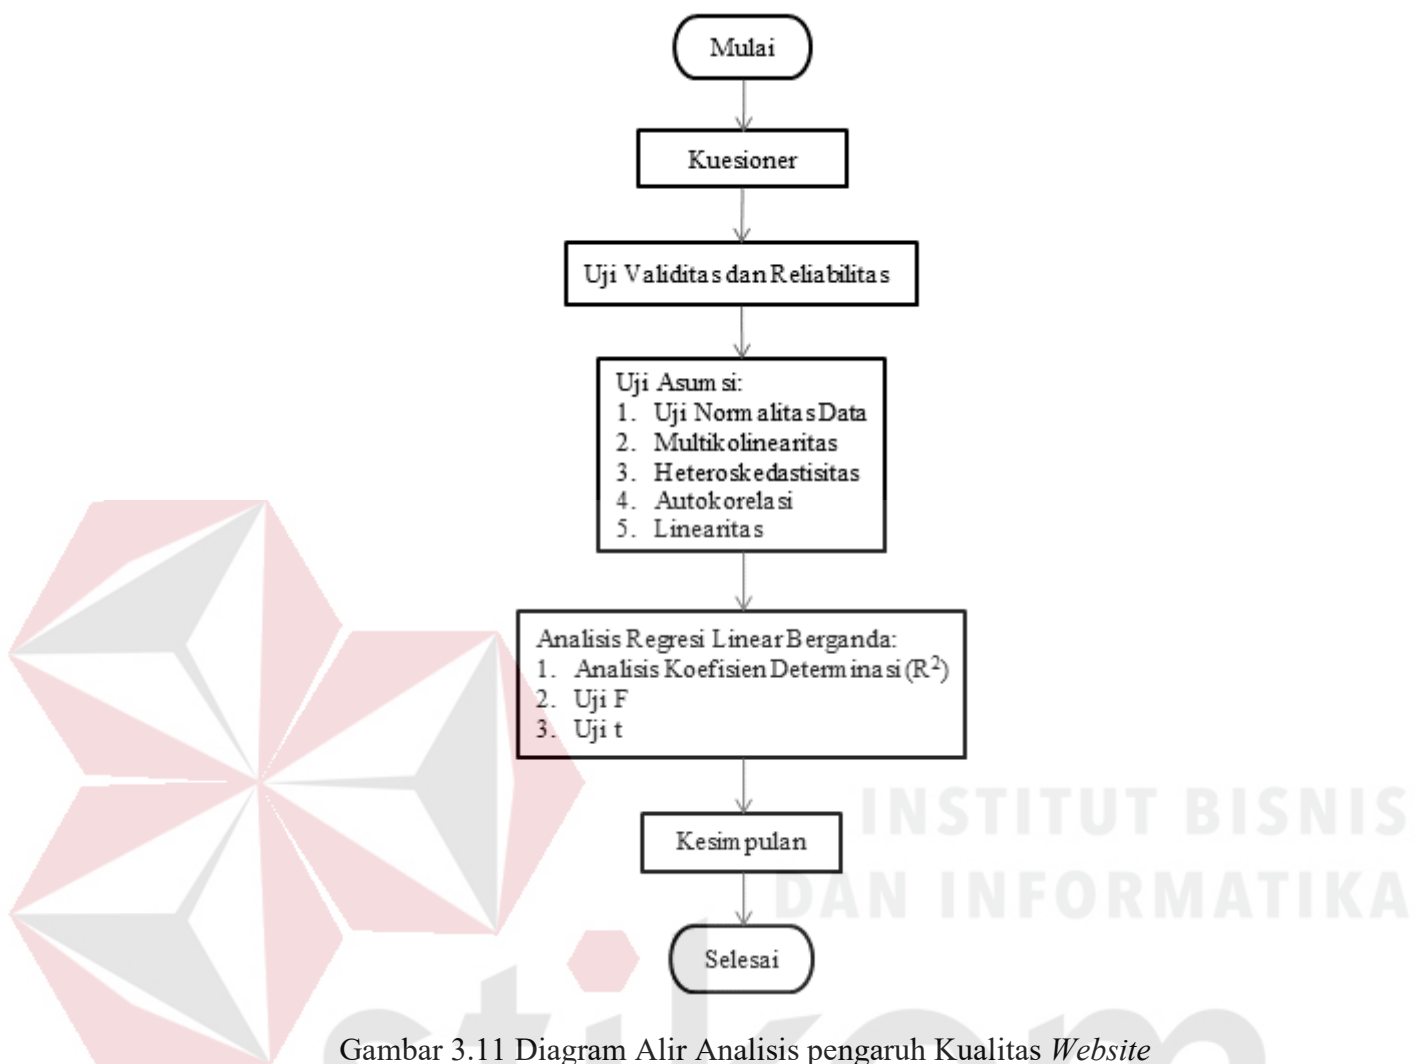 Mulai
Kuesioner
Uji Validitas dan Reliabilitas
Uji Asumsi:
1. Uji Normalitas Data
2. Multikolinearitas
3. Heteroskedastisitas
4. Autokorelasi
5. Linearitas
Analisis Regresi Linear Berganda:
1. Analisis Koefisien Determinasi (R²)
2. Uji F
3. Uji t
INSTITUT BISNIS
Kesimpulan
DAN INFORMATIKA
Selesai
stikom
Gambar 3.11 Diagram Alir Analisis pengaruh Kualitas Website